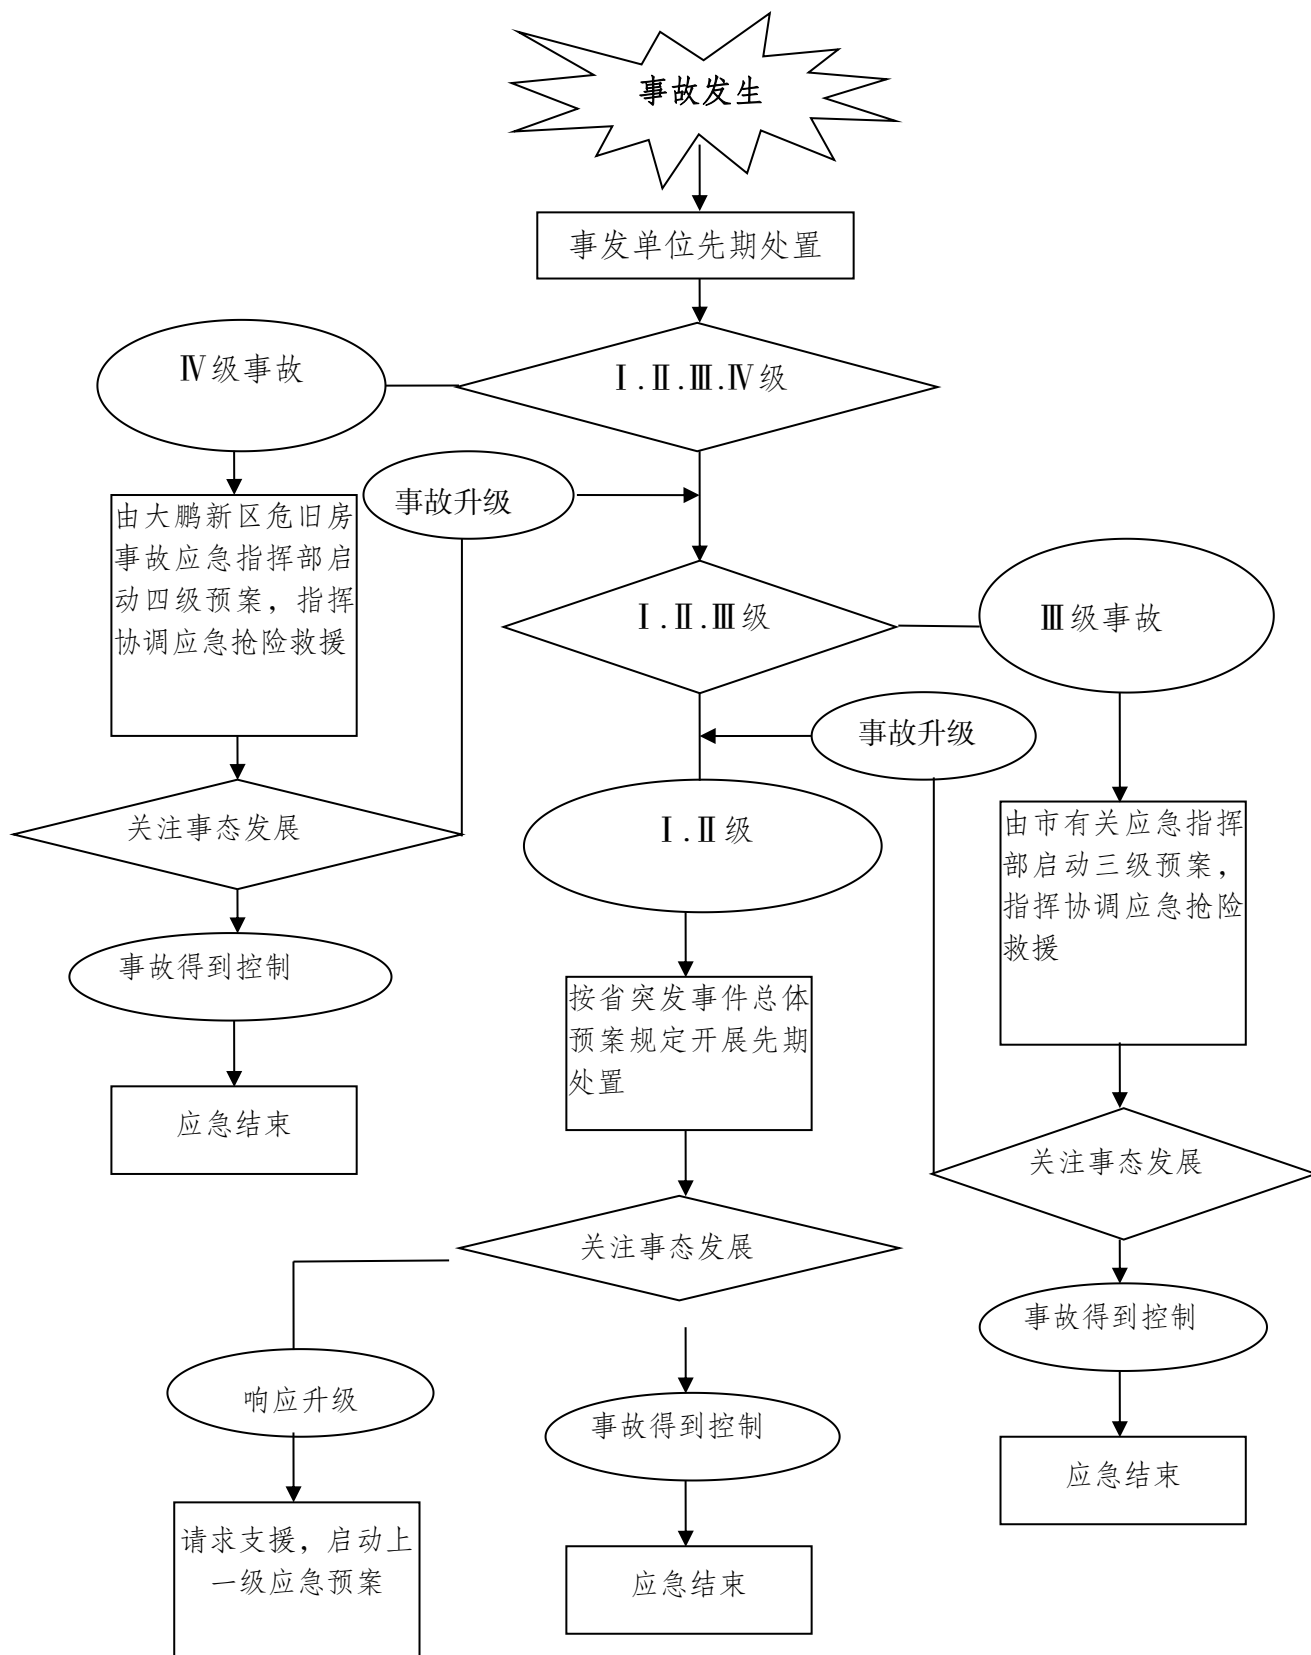 事故发生
事发单位先期处置
Ⅰ.Ⅱ.Ⅲ.Ⅳ级
Ⅳ级事故
由大鹏新区危旧房
事故应急指挥部启
动四级预案，指挥
协调应急抢险救援
事故升级
关注事态发展
事故得到控制
应急结束
Ⅰ.Ⅱ.Ⅲ级
Ⅲ级事故
事故升级
由市有关应急指挥
部启动三级预案，
指挥协调应急抢险
救援
关注事态发展
事故得到控制
应急结束
Ⅰ.Ⅱ级
按省突发事件总体
预案规定开展先期
处置
关注事态发展
响应升级
请求支援，启动上
一级应急预案
事故得到控制
应急结束